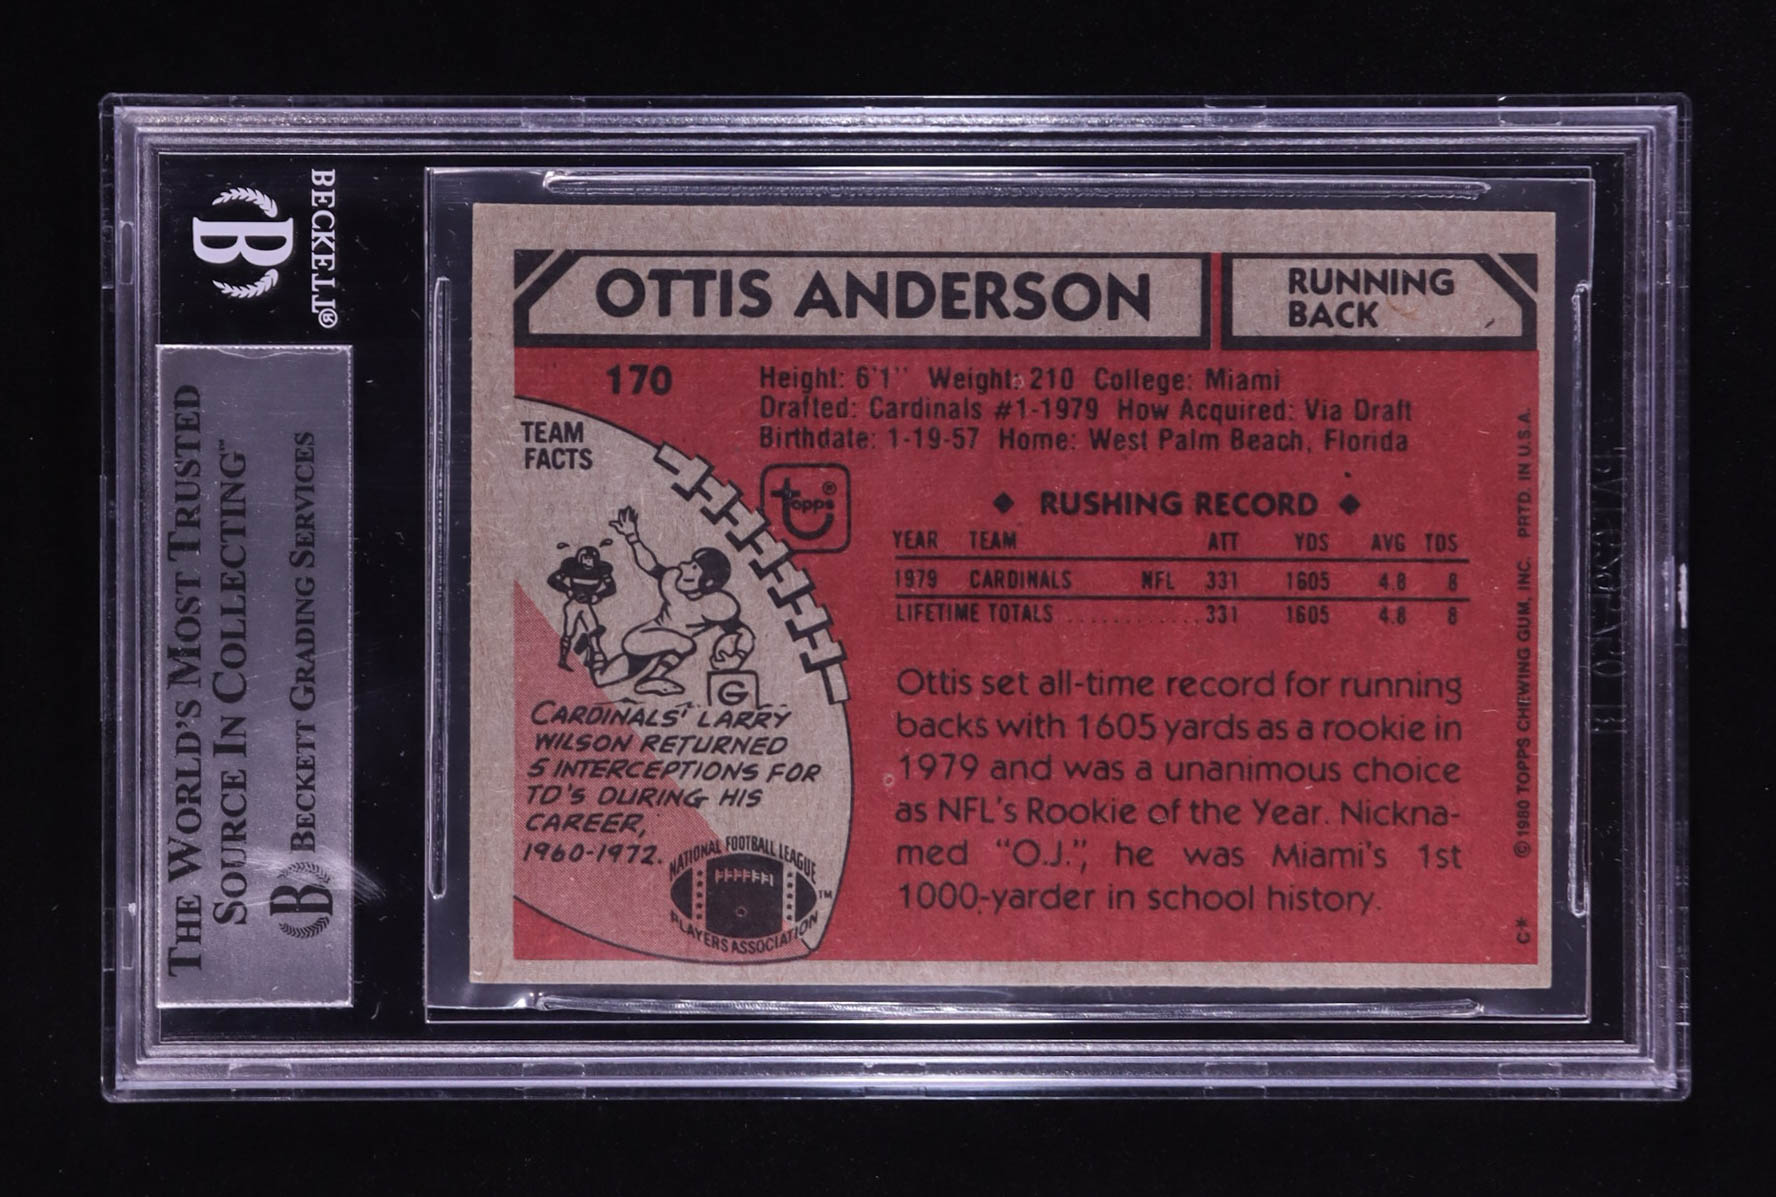 BECKETT®
B
THE WORLD'S MOST TRUSTED
SOURCE IN COLLECTING™
B BECKETT GRADING SERVICES
OTTIS ANDERSON
RUNNING
BACK
170
Height: 6'1" Weight: 210 College: Miami
Drafted: Cardinals #1-1979 How Acquired: Via Draft
Birthdate: 1-19-57 Home: West Palm Beach, Florida
TEAM
FACTS
topps®
◆ RUSHING RECORD ◆
YEAR TEAM ATT YDS AVG TDS
1979 CARDINALS NFL 331 1605 4.8 8
LIFETIME TOTALS ............ 331 1605 4.8 8
G
CARDINALS' LARRY
WILSON RETURNED
5 INTERCEPTIONS FOR
TD'S DURING HIS
CAREER,
1960-1972.
NATIONAL FOOTBALL LEAGUE
PLAYERS ASSOCIATION
™
Ottis set all-time record for running
backs with 1605 yards as a rookie in
1979 and was a unanimous choice
as NFL's Rookie of the Year. Nickna-
med "O.J.", he was Miami's 1st
1000-yarder in school history.
C* ©1980 TOPPS CHEWING GUM, INC. PRTD. IN U.S.A.